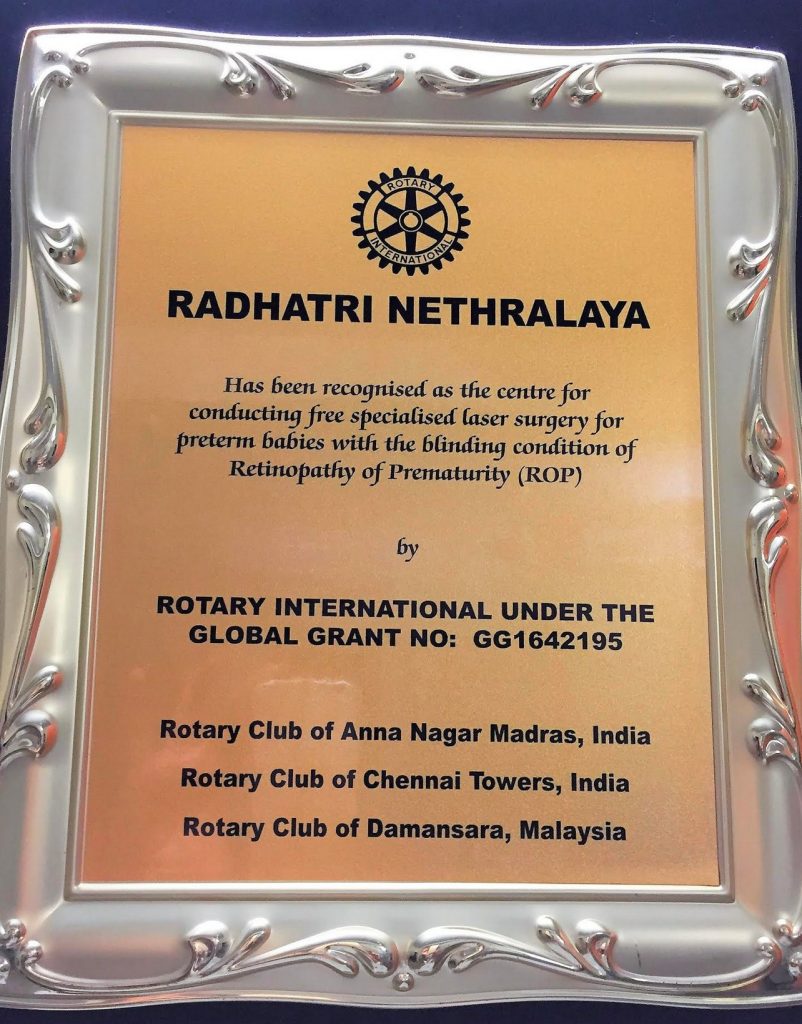 ROTARY
INTERNATIONAL
RADHATRI NETHRALAYA
Has been recognised as the centre for
conducting free specialised laser surgery for
preterm babies with the blinding condition of
Retinopathy of Prematurity (ROP)
by
ROTARY INTERNATIONAL UNDER THE
GLOBAL GRANT NO: GG1642195
Rotary Club of Anna Nagar Madras, India
Rotary Club of Chennai Towers, India
Rotary Club of Damansara, Malaysia